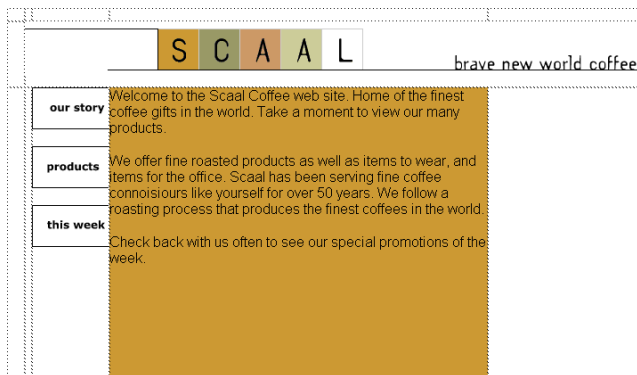 S C A A L
brave new world coffee
our story
products
this week
Welcome to the Scaal Coffee web site. Home of the finest
coffee gifts in the world. Take a moment to view our many
products.
We offer fine roasted products as well as items to wear, and
items for the office. Scaal has been serving fine coffee
connoisiours like yourself for over 50 years. We follow a
roasting process that produces the finest coffees in the world.
Check back with us often to see our special promotions of the
week.